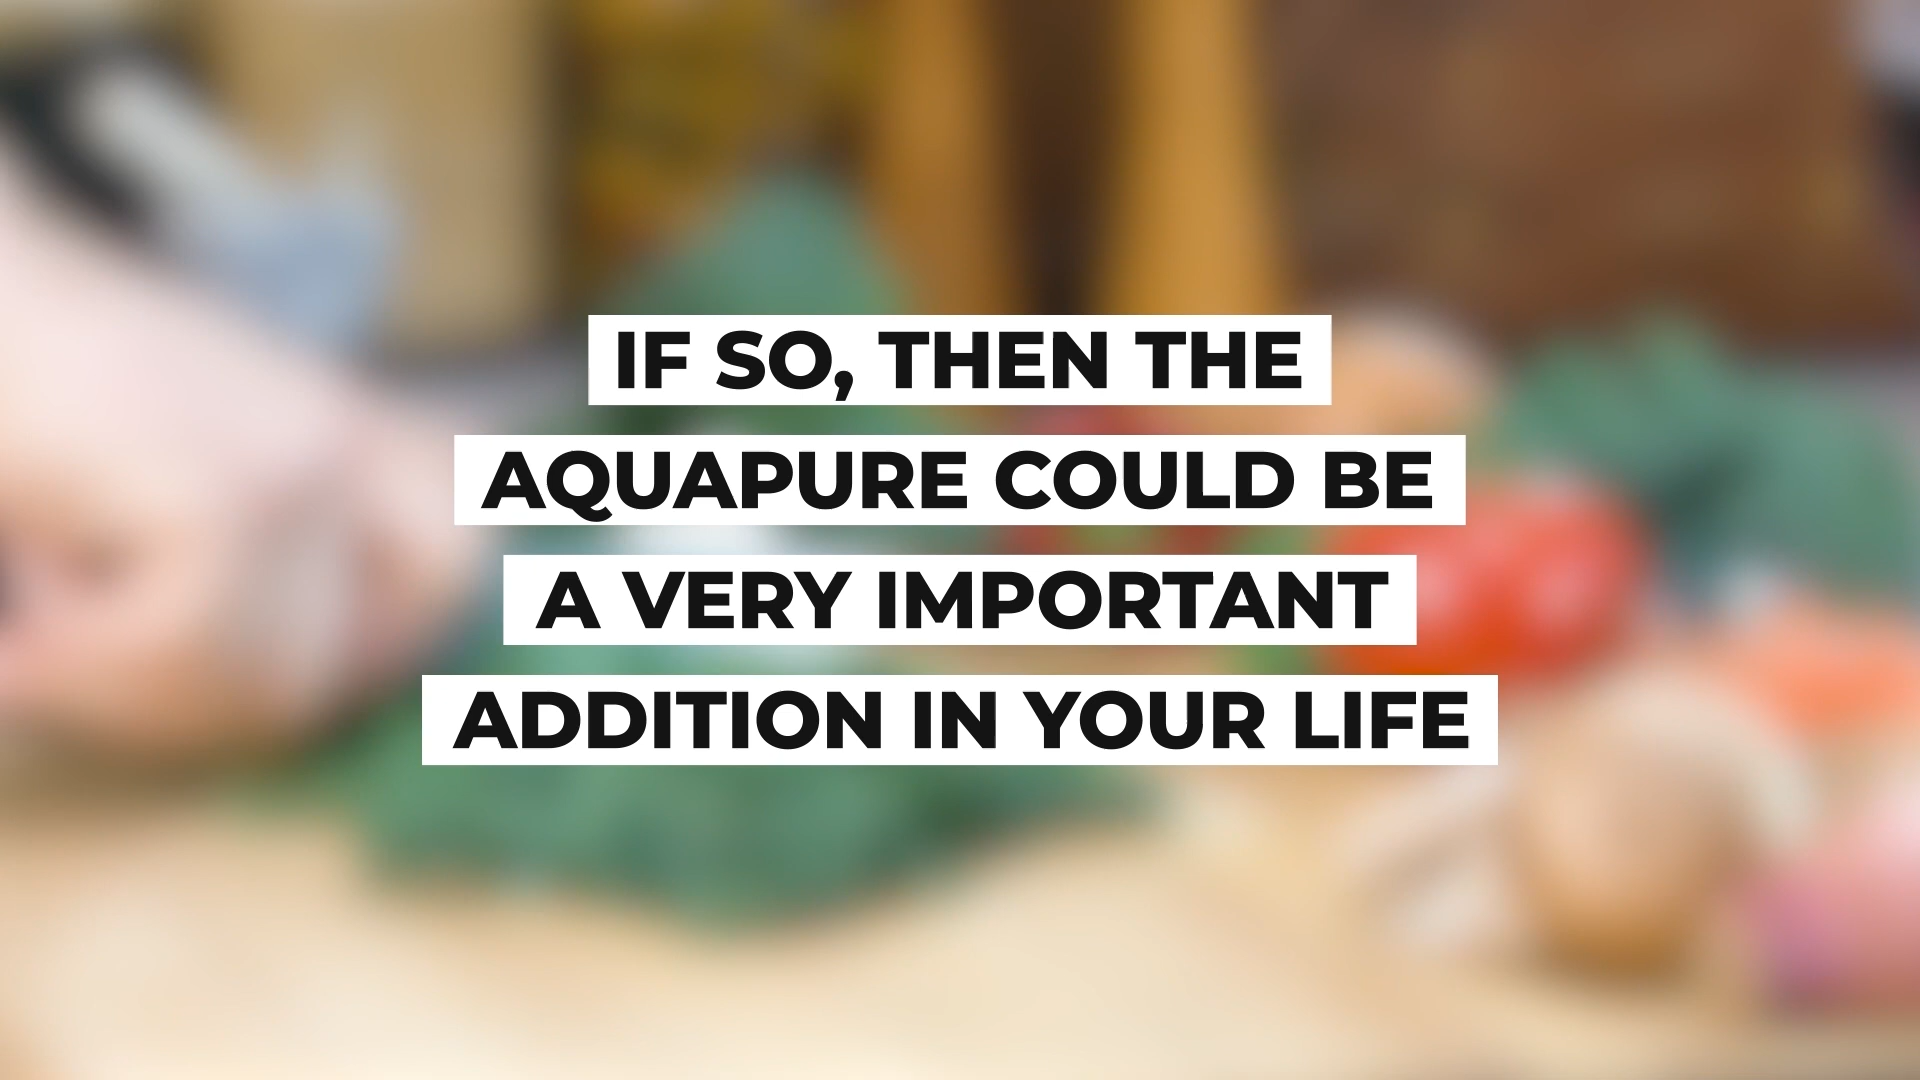 IF SO, THEN THE
AQUAPURE COULD BE
A VERY IMPORTANT
ADDITION IN YOUR LIFE